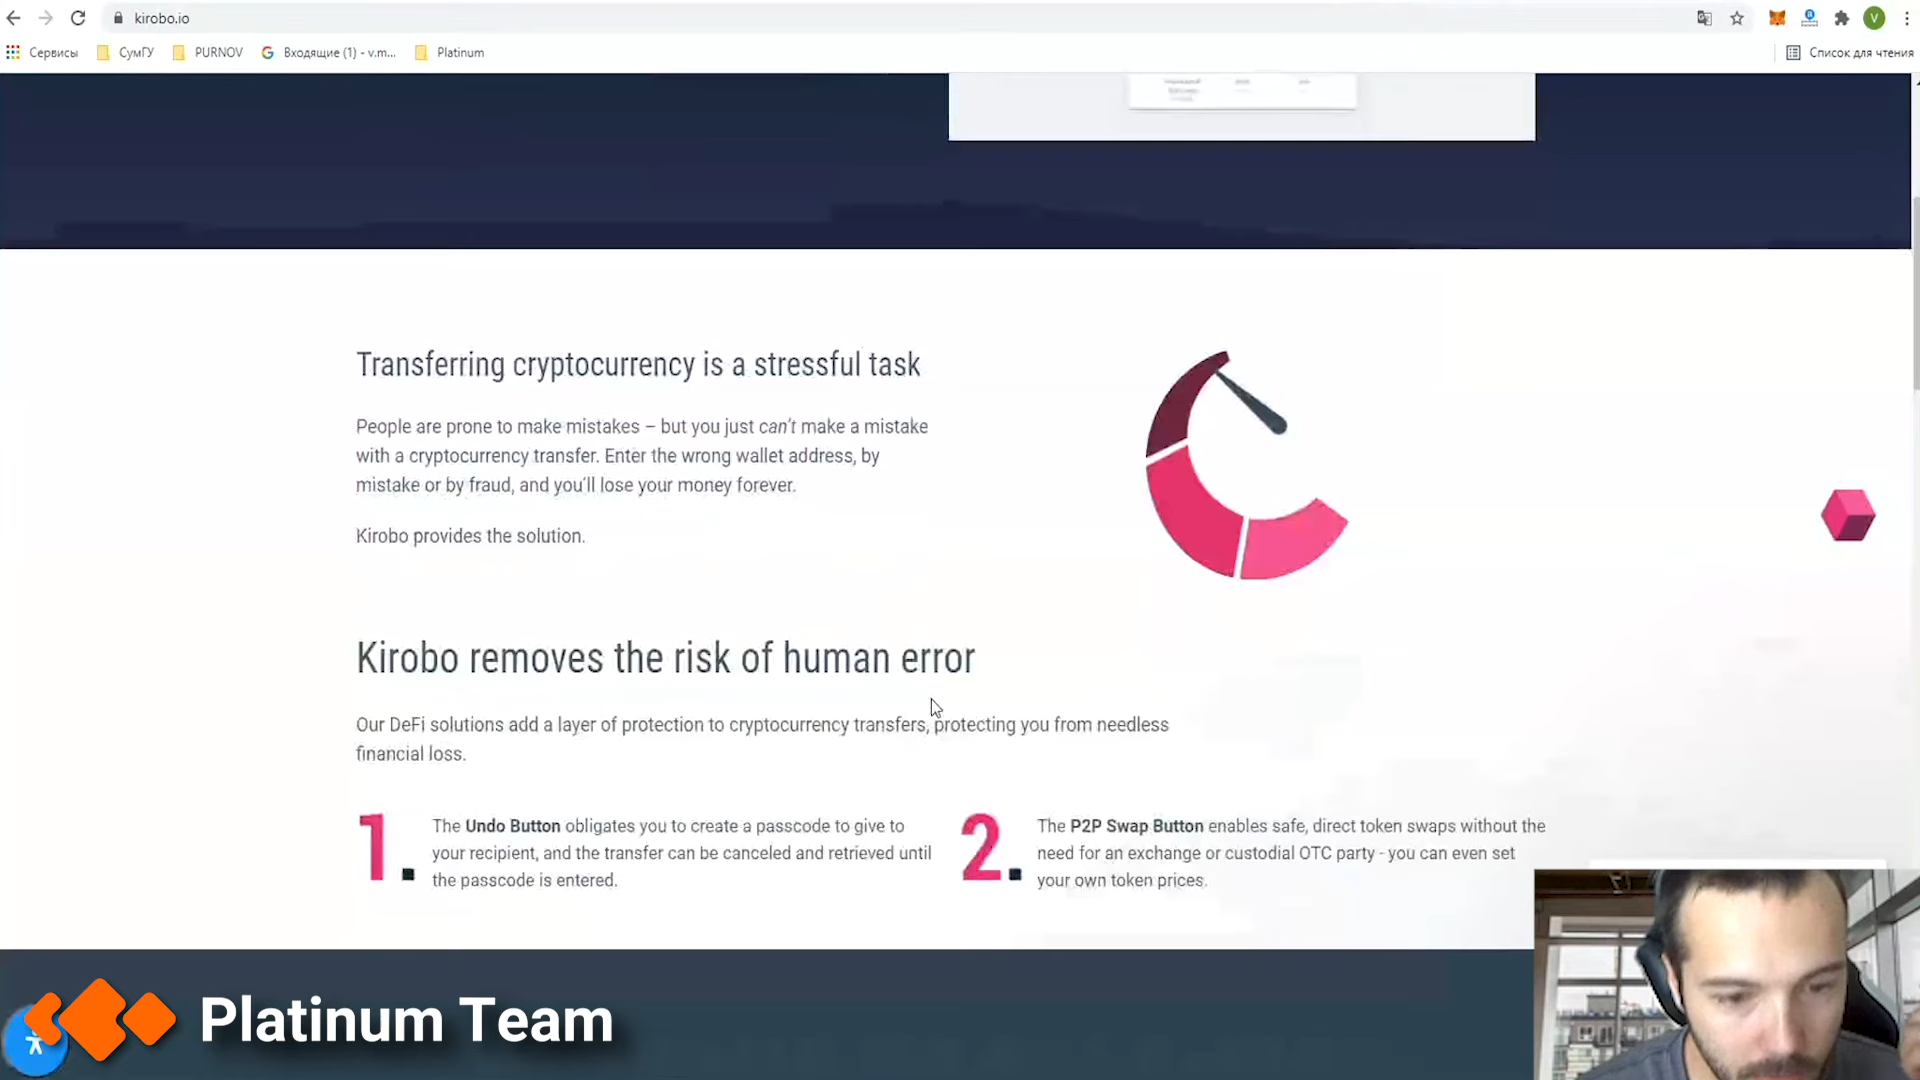 kirobo.io
Сервисы
СумГУ
PURNOV
Входящие (1) - v.m...
Platinum
Список для чтения
V
Transferring cryptocurrency is a stressful task
People are prone to make mistakes – but you just can't make a mistake
with a cryptocurrency transfer. Enter the wrong wallet address, by
mistake or by fraud, and you'll lose your money forever.
Kirobo provides the solution.
Kirobo removes the risk of human error
Our DeFi solutions add a layer of protection to cryptocurrency transfers, protecting you from needless
financial loss.
1.
The Undo Button obligates you to create a passcode to give to
your recipient, and the transfer can be canceled and retrieved until
the passcode is entered.
2.
The P2P Swap Button enables safe, direct token swaps without the
need for an exchange or custodial OTC party - you can even set
your own token prices.
Platinum Team